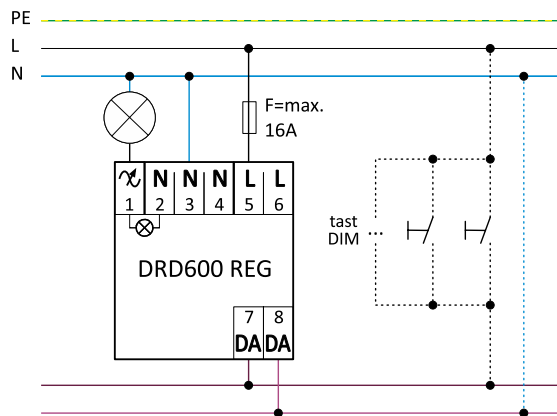 PE
L
N
F=max.
16A
N N N L L
1 2 3 4 5 6
tast
DIM ...
DRD600 REG
7 8
DA DA